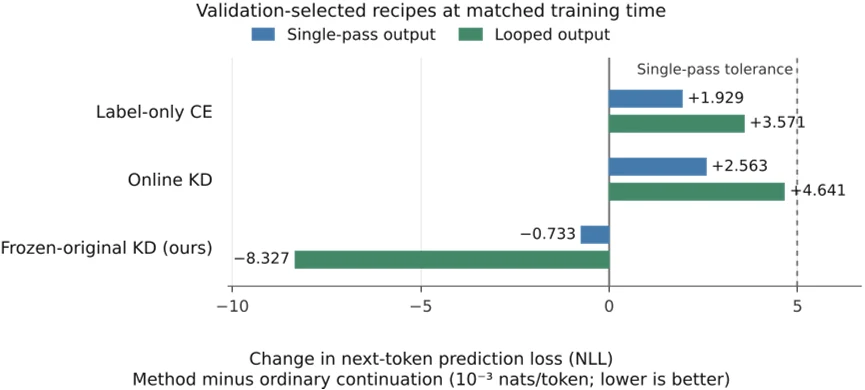 Validation-selected recipes at matched training time
Single-pass output Looped output
Single-pass tolerance
Label-only CE
+1.929
+3.571
Online KD
+2.563
+4.641
Frozen-original KD (ours)
−0.733
−8.327
−10 −5 0 5
Change in next-token prediction loss (NLL)
Method minus ordinary continuation (10⁻³ nats/token; lower is better)